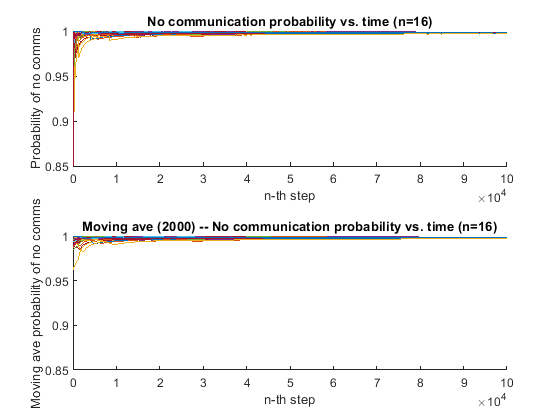 No communication probability vs. time (n=16)
Probability of no comms
1
0.95
0.9
0.85
0 1 2 3 4 5 6 7 8 9 10
n-th step
×10^4
Moving ave (2000) -- No communication probability vs. time (n=16)
Moving ave probability of no comms
1
0.95
0.9
0.85
0 1 2 3 4 5 6 7 8 9 10
n-th step
×10^4